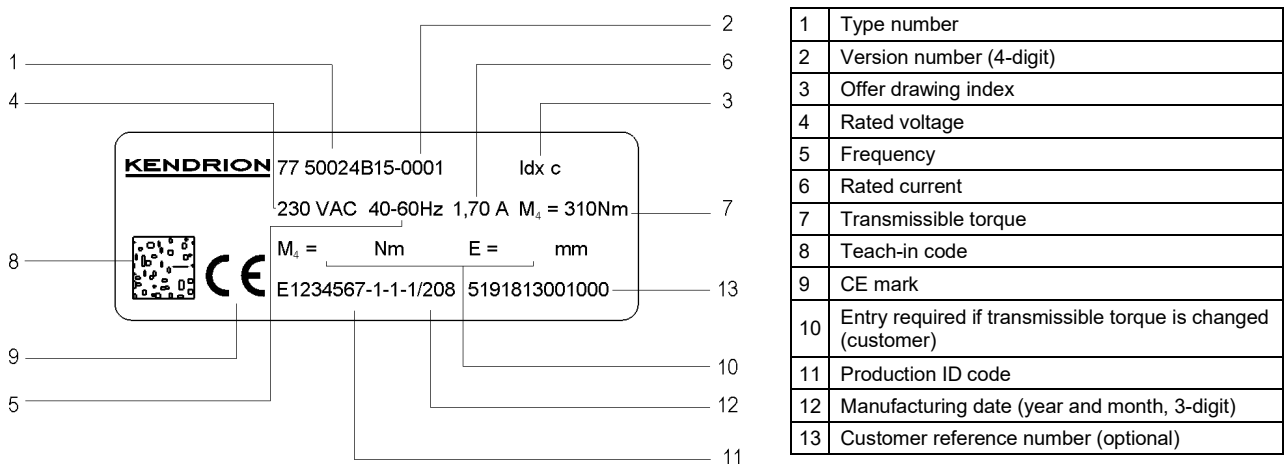 2
1
6
4
3
KENDRION 77 50024B15-0001 Idx c
230 VAC 40-60Hz 1,70 A M₄ = 310Nm
7
M₄ = Nm E = mm
8
CE
E1234567-1-1-1/208 5191813001000
13
9
10
5
12
11
1 Type number
2 Version number (4-digit)
3 Offer drawing index
4 Rated voltage
5 Frequency
6 Rated current
7 Transmissible torque
8 Teach-in code
9 CE mark
10 Entry required if transmissible torque is changed
(customer)
11 Production ID code
12 Manufacturing date (year and month, 3-digit)
13 Customer reference number (optional)